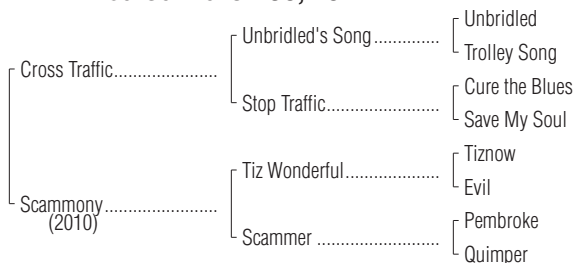 Unbridled
Unbridled's Song.............
Trolley Song
Cross Traffic.....................
Cure the Blues
Stop Traffic......................
Save My Soul
Tiznow
Tiz Wonderful...................
Evil
Scammony......................
(2010)
Pembroke
Scammer ........................
Quimper